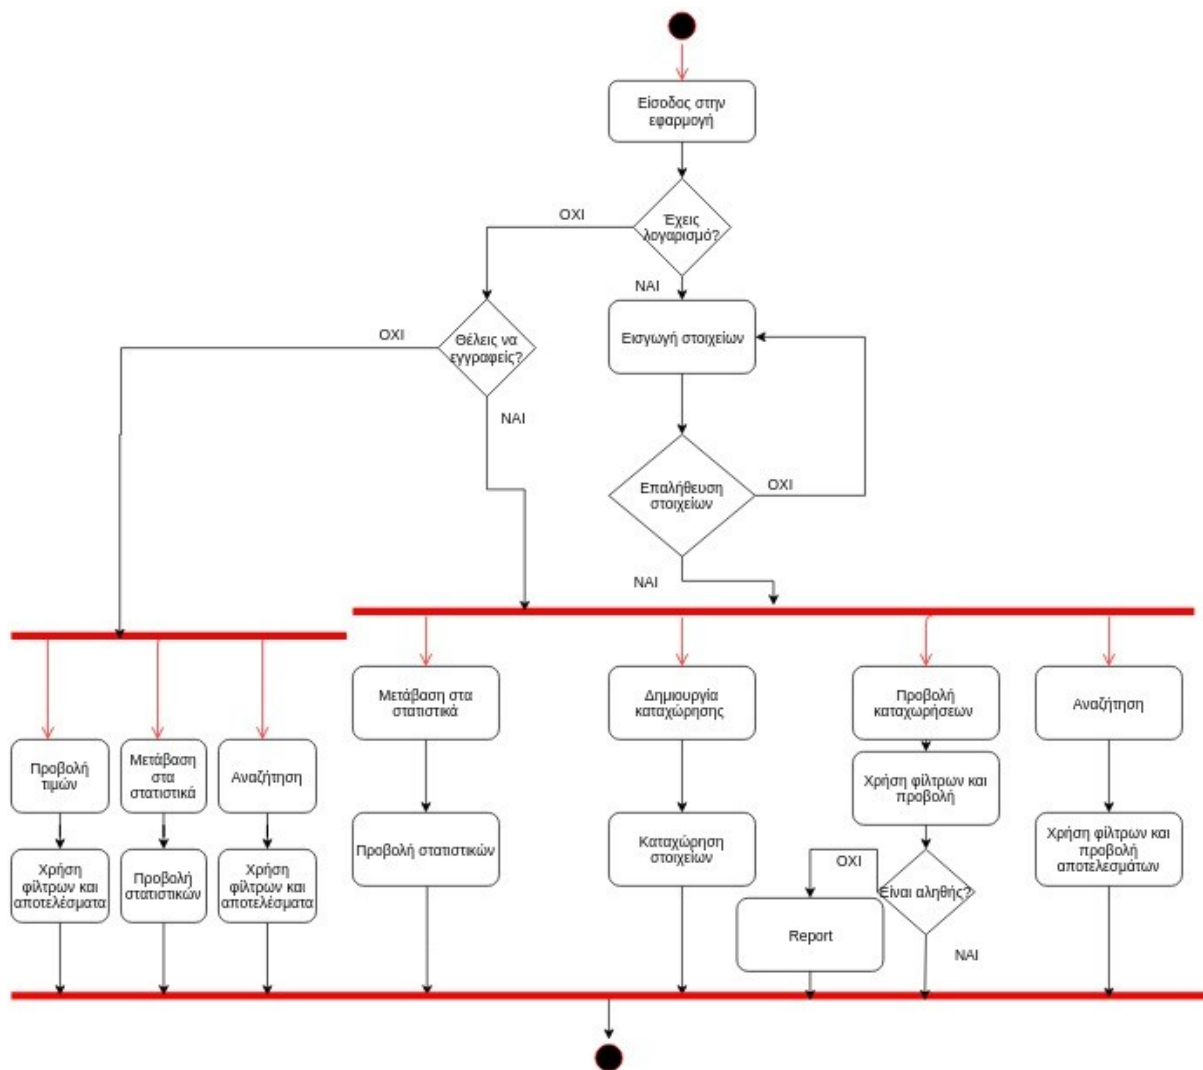 Είσοδος στην
εφαρμογή
Έχεις
λογαρισμό?
ΟΧΙ
ΝΑΙ
Εισγωγή στοιχείων
Θέλεις να
εγγραφείς?
ΟΧΙ
ΝΑΙ
Επαλήθευση
στοιχείων
ΟΧΙ
ΝΑΙ
Μετάβαση στα
στατιστικά
Δημιουργία
καταχώρησης
Προβολή
καταχωρήσεων
Αναζήτηση
Προβολή
τιμών
Μετάβαση
στα
στατιστικά
Αναζήτηση
Χρήση φίλτρων και
προβολή
Προβολή στατιστικών
Καταχώρηση
στοιχείων
Χρήση φίλτρων και
προβολή
αποτελεσμάτων
Χρήση
φίλτρων και
αποτελέσματα
Προβολή
στατιστικών
Χρήση
φίλτρων και
αποτελέσματα
ΟΧΙ
Είναι αληθής?
Report
ΝΑΙ